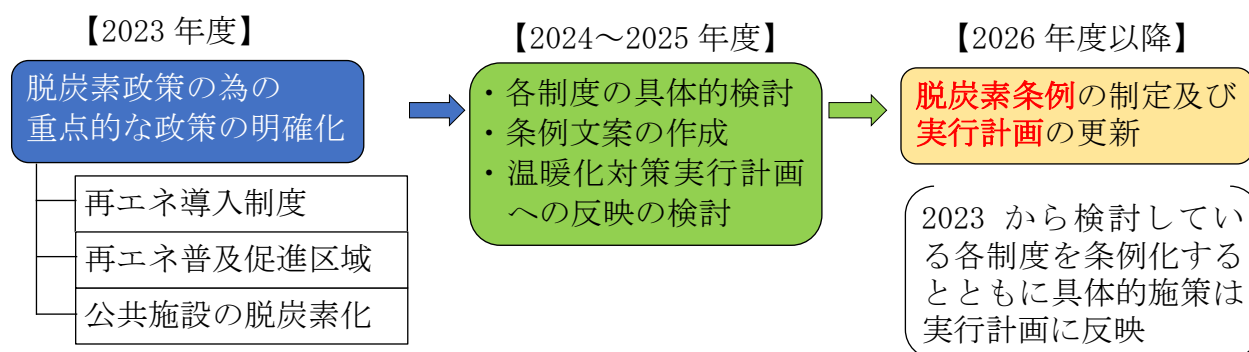 【2023 年度】
脱炭素政策の為の
重点的な政策の明確化
再エネ導入制度
再エネ普及促進区域
公共施設の脱炭素化
【2024～2025 年度】
・各制度の具体的検討
・条例文案の作成
・温暖化対策実行計画
への反映の検討
【2026 年度以降】
脱炭素条例の制定及び
実行計画の更新
2023 から検討してい
る各制度を条例化する
とともに具体的施策は
実行計画に反映